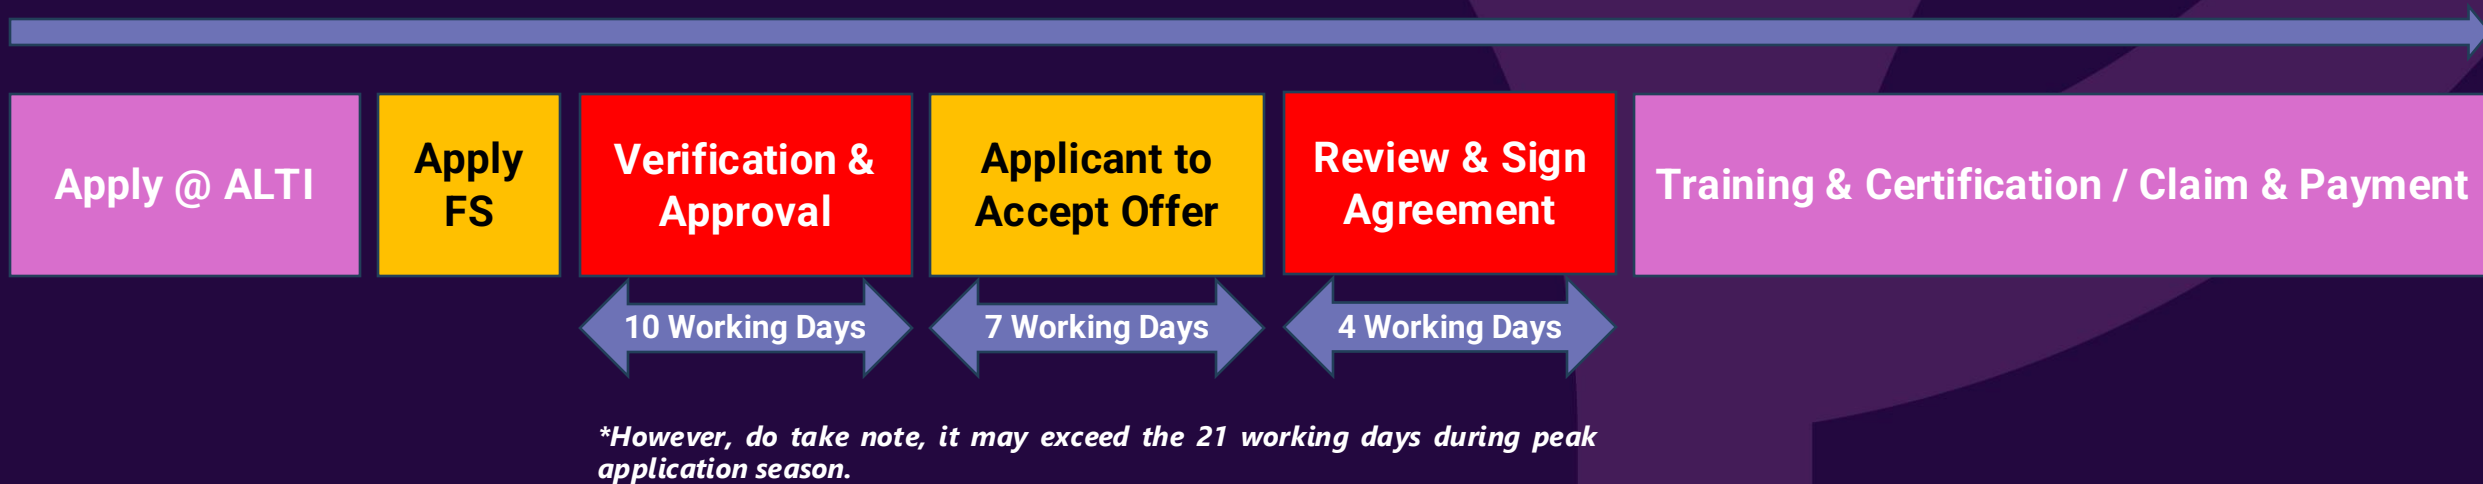 Apply @ ALTI
Apply
FS
Verification &
Approval
Applicant to
Accept Offer
Review & Sign
Agreement
Training & Certification / Claim & Payment
10 Working Days
7 Working Days
4 Working Days
*However, do take note, it may exceed the 21 working days during peak
application season.